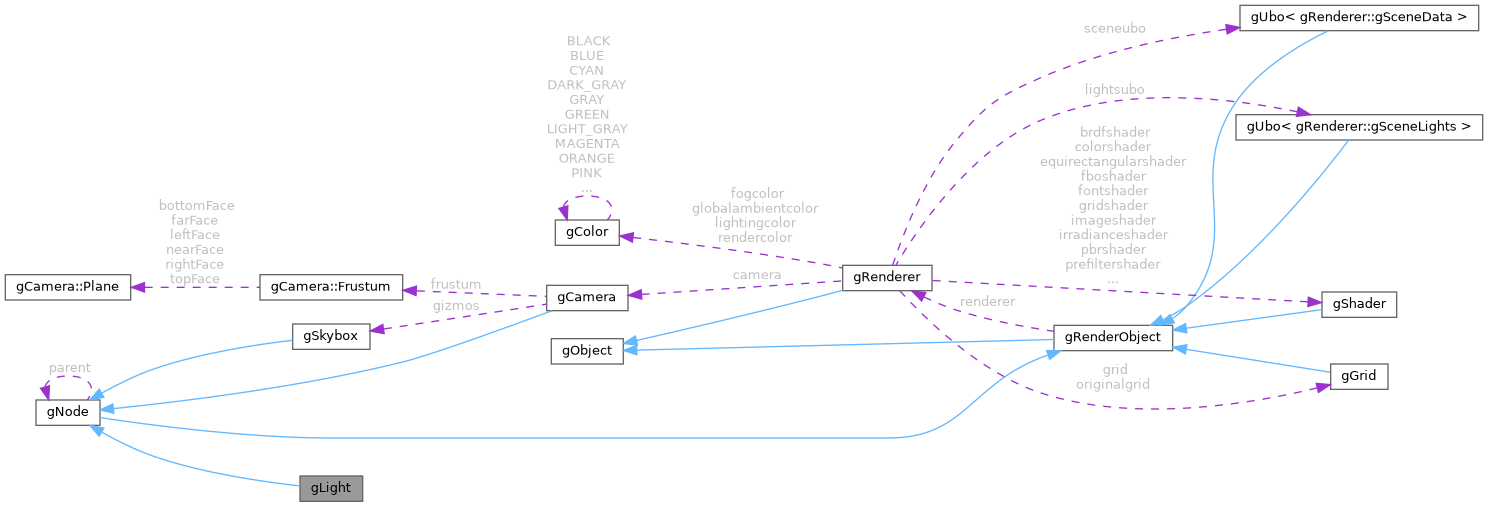 gUbo< gRenderer::gSceneData >
sceneubo
BLACK
BLUE
CYAN
DARK_GRAY
GRAY
GREEN
LIGHT_GRAY
MAGENTA
ORANGE
PINK
...
lightsubo
gUbo< gRenderer::gSceneLights >
brdfshader
colorshader
equirectangularshader
fboshader
fontshader
gridshader
imageshader
irradianceshader
pbrshader
prefiltershader
...
bottomFace
farFace
leftFace
nearFace
rightFace
topFace
fogcolor
globalambientcolor
lightingcolor
rendercolor
gColor
gCamera::Plane
gCamera::Frustum
frustum
gizmos
gCamera
camera
gRenderer
renderer
gShader
gSkybox
gObject
gRenderObject
parent
gNode
grid
originalgrid
gGrid
gLight